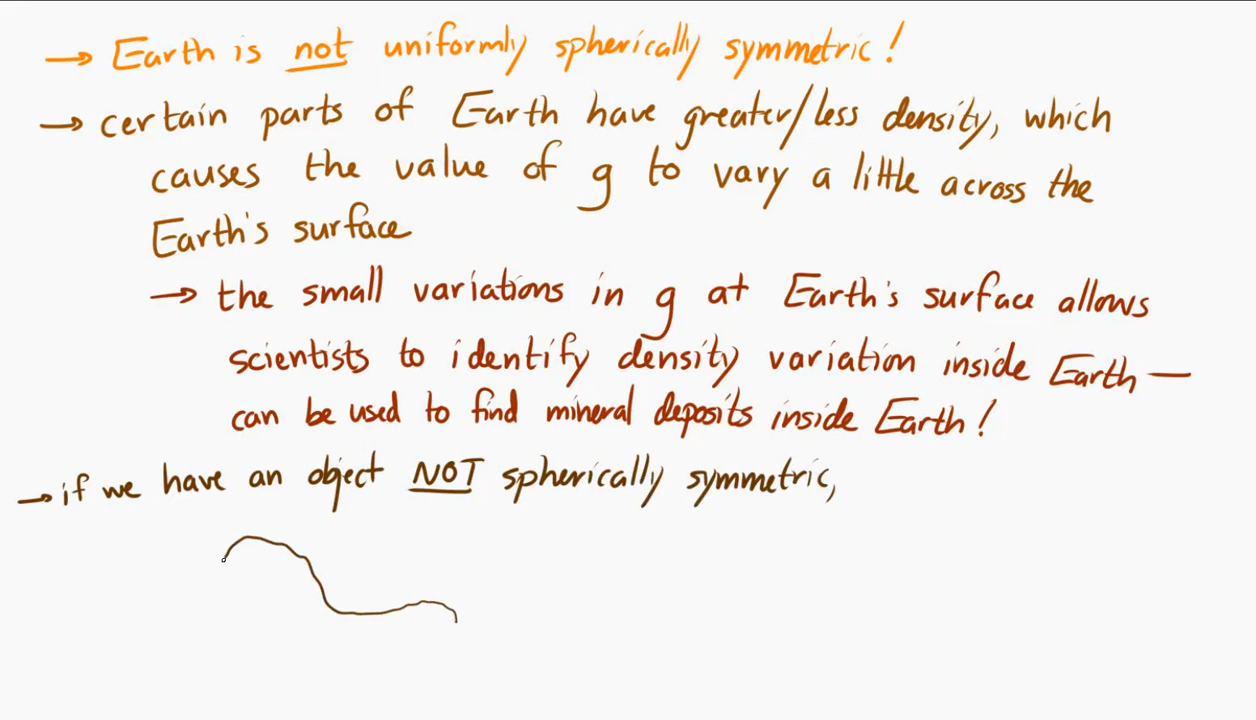 → Earth is not uniformly spherically symmetric!
→ certain parts of Earth have greater/less density, which
causes the value of g to vary a little across the
Earth's surface
→ the small variations in g at Earth's surface allows
scientists to identify density variation inside Earth —
can be used to find mineral deposits inside Earth!
→ if we have an object NOT spherically symmetric,